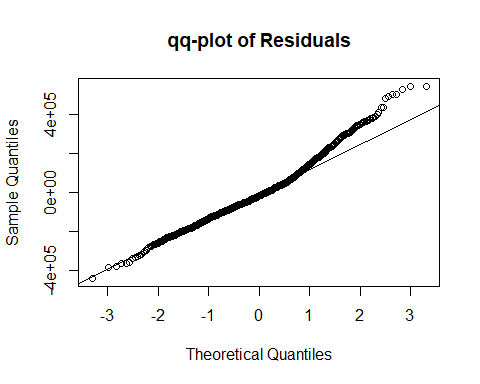 qq-plot of Residuals
Sample Quantiles
4e+05
0e+00
-4e+05
-3 -2 -1 0 1 2 3
Theoretical Quantiles